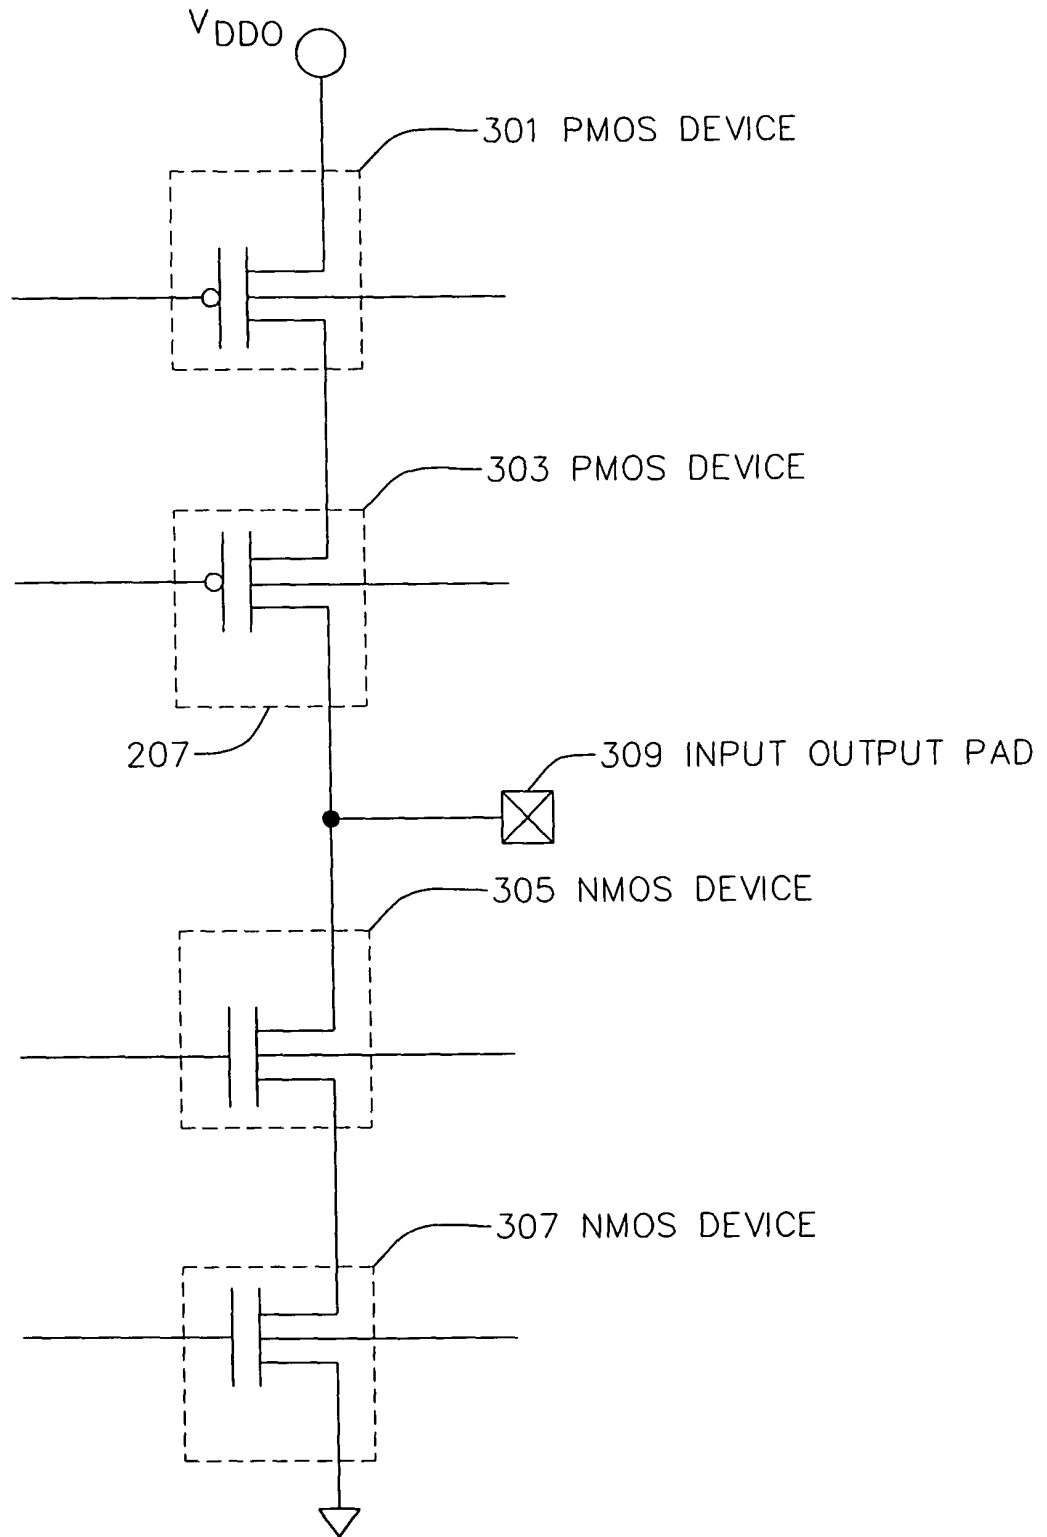 VDDO
301 PMOS DEVICE
303 PMOS DEVICE
207
309 INPUT OUTPUT PAD
305 NMOS DEVICE
307 NMOS DEVICE